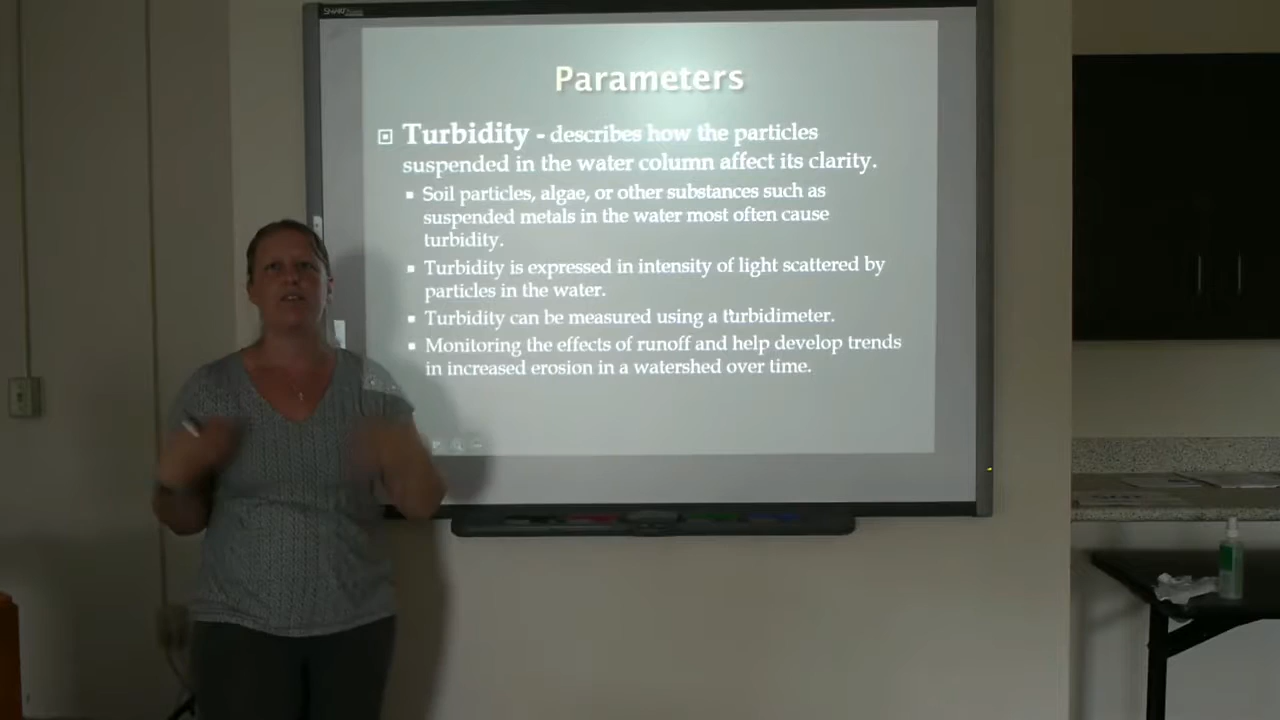 SMART
Parameters
Turbidity - describes how the particles
suspended in the water column affect its clarity.
Soil particles, algae, or other substances such as
suspended metals in the water most often cause
turbidity.
Turbidity is expressed in intensity of light scattered by
particles in the water.
Turbidity can be measured using a turbidimeter.
Monitoring the effects of runoff and help develop trends
in increased erosion in a watershed over time.